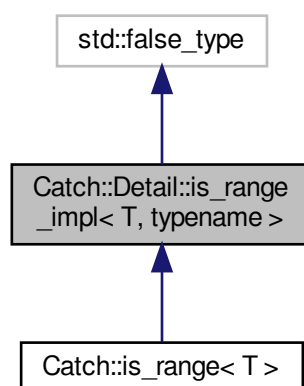 std::false_type
Catch::Detail::is_range
_impl< T, typename >
Catch::is_range< T >